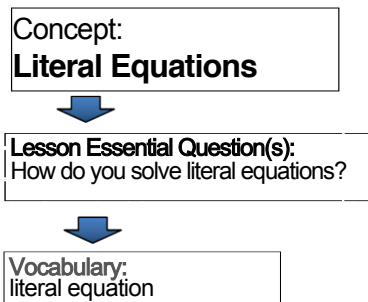 Concept:
Literal Equations
Lesson Essential Question(s):
How do you solve literal equations?
Vocabulary:
literal equation